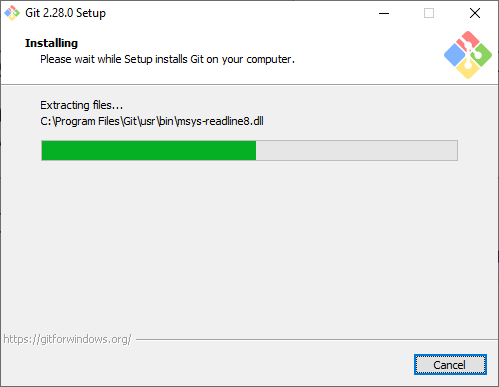 Git 2.28.0 Setup
Installing
Please wait while Setup installs Git on your computer.
Extracting files...
C:\Program Files\Git\usr\bin\msys-readline8.dll
https://gitforwindows.org/
Cancel